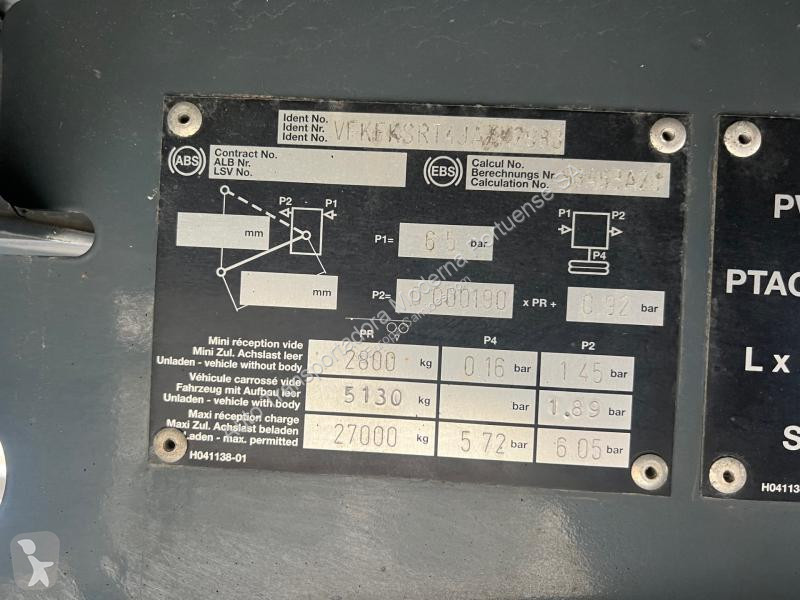 Ident No.
Ident Nr.
Ident No.
ABS
Contract No.
ALB Nr.
LSV No.
EBS
Calcul No.
Berechnungs Nr
Calculation No.
P2
P1
mm
mm
P1= 6.5 bar
P1
P2
P4
P2= 0.000190 x PR + 0.92 bar
PR
P4
P2
Mini réception vide
Mini Zul. Achslast leer
Unladen - vehicle without body
2800 kg
0.16 bar
1.45 bar
Véhicule carrossé vide
Fahrzeug mit Aufbau leer
Unladen - vehicle with body
5130 kg
bar
1.89 bar
Maxi réception charge
Maxi Zul. Achslast beladen
Laden - max. permitted
27000 kg
5.72 bar
6.05 bar
H041138-01
PTAC
L x
H04113